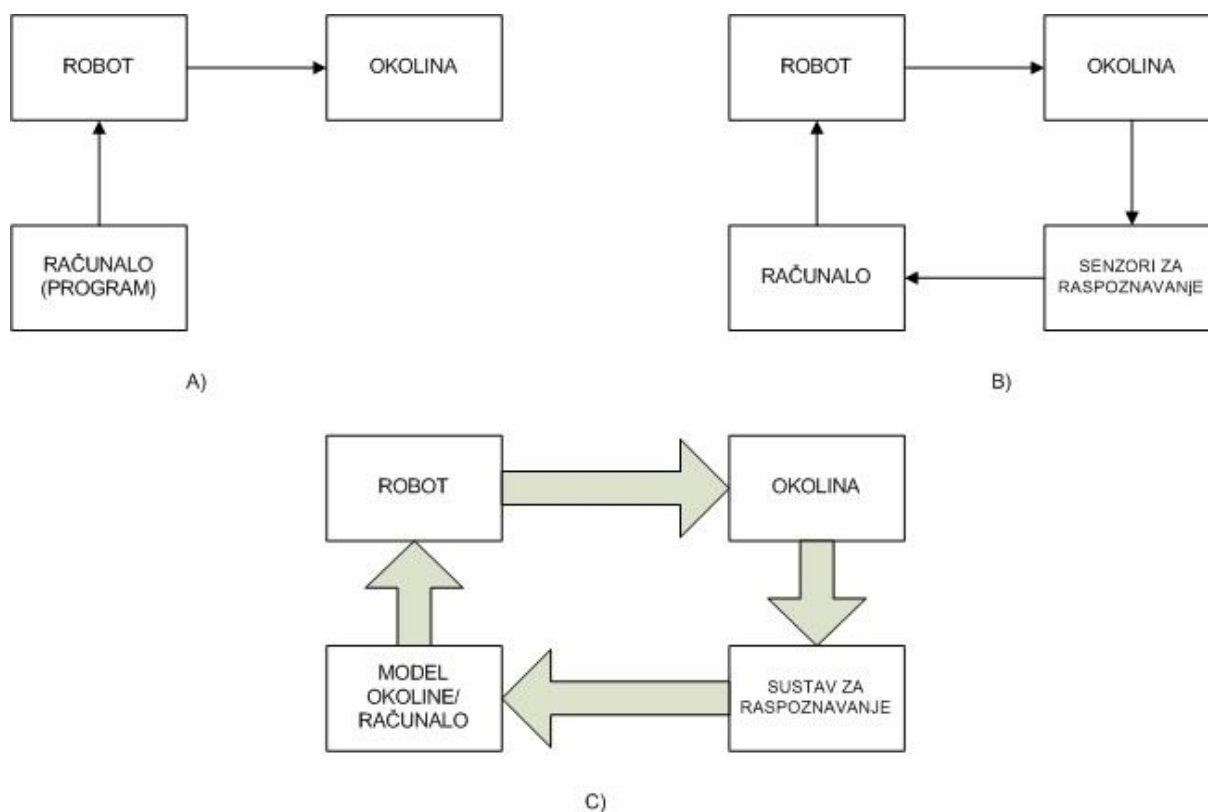 ROBOT
OKOLINA
RAČUNALO
(PROGRAM)
A)
ROBOT
OKOLINA
RAČUNALO
SENZORI ZA
RASPOZNAVANjE
B)
ROBOT
OKOLINA
MODEL
OKOLINE/
RAČUNALO
SUSTAV ZA
RASPOZNAVANJE
C)